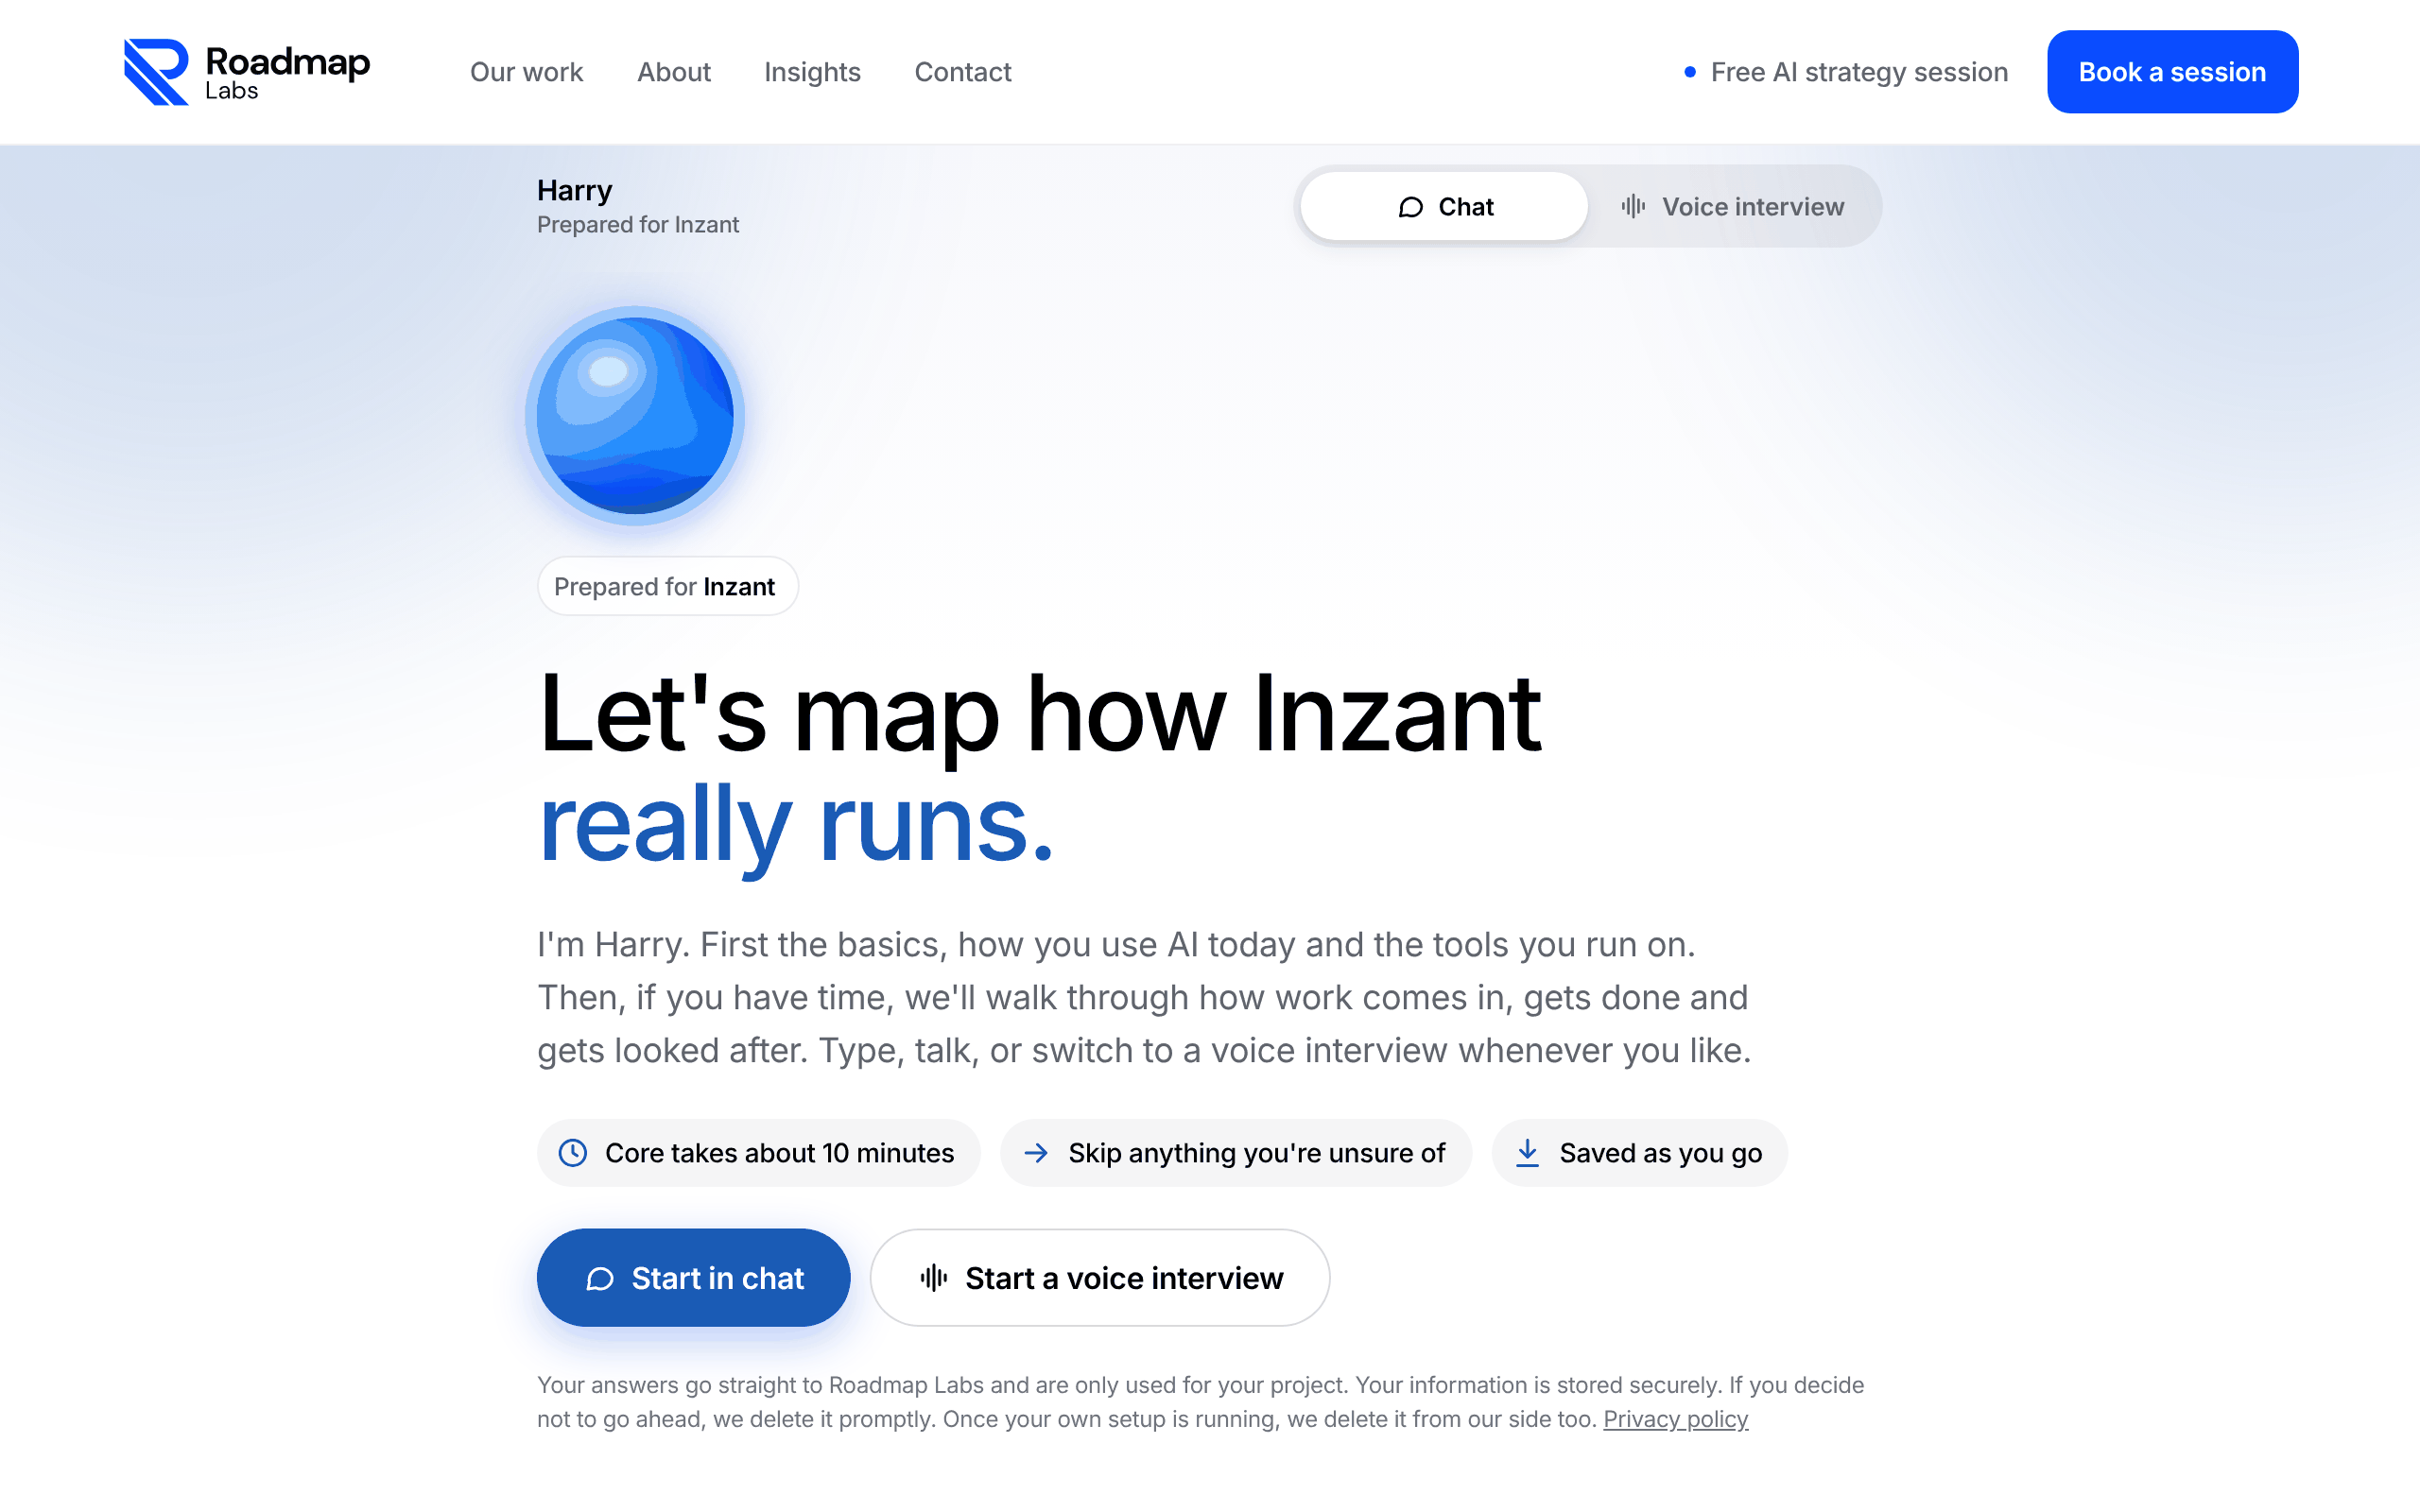 Roadmap
Labs
Our work
About
Insights
Contact
Free AI strategy session
Book a session
Harry
Prepared for Inzant
Chat
Voice interview
Prepared for Inzant
Let's map how Inzant
really runs.
I'm Harry. First the basics, how you use AI today and the tools you run on.
Then, if you have time, we'll walk through how work comes in, gets done and
gets looked after. Type, talk, or switch to a voice interview whenever you like.
Core takes about 10 minutes
Skip anything you're unsure of
Saved as you go
Start in chat
Start a voice interview
Your answers go straight to Roadmap Labs and are only used for your project. Your information is stored securely. If you decide
not to go ahead, we delete it promptly. Once your own setup is running, we delete it from our side too. Privacy policy